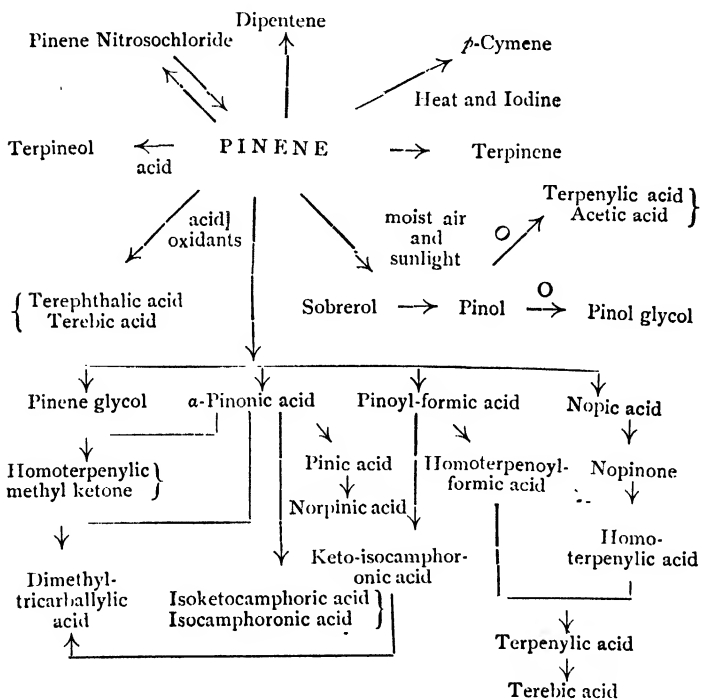 Dipentene
Pinene Nitrosochloride
p-Cymene
Heat and Iodine
Terpineol
acid
PINENE
Terpinene
acid
oxidants
moist air
and
sunlight
O
Terpenylic acid
Acetic acid
Terephthalic acid
Terebic acid
Sobrerol
Pinol
O
Pinol glycol
Pinene glycol
α-Pinonic acid
Pinoyl-formic acid
Nopic acid
Homoterpenylic
methyl ketone
Pinic acid
Norpinic acid
Homoterpenoyl-
formic acid
Nopinone
Homo-
terpenylic acid
Keto-isocamphor-
onic acid
Dimethyl-
tricarballylic
acid
Isoketocamphoric acid
Isocamphoronic acid
Terpenylic acid
Terebic acid